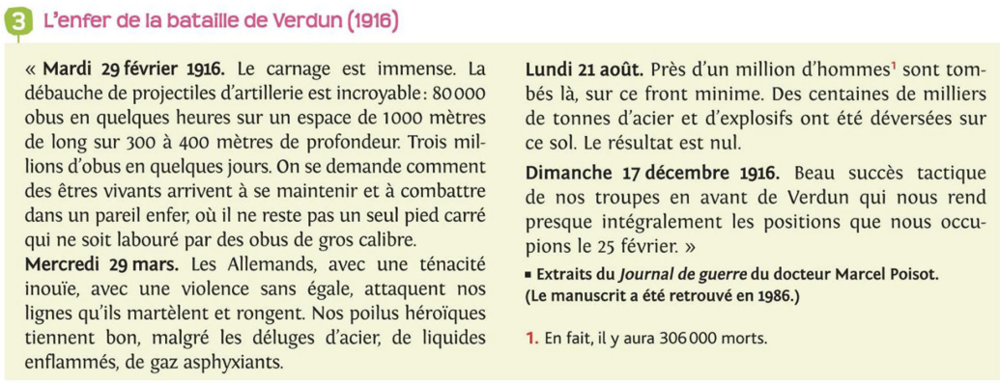 3 L'enfer de la bataille de Verdun (1916)
« Mardi 29 février 1916. Le carnage est immense. La
débauche de projectiles d'artillerie est incroyable : 80 000
obus en quelques heures sur un espace de 1 000 mètres
de long sur 300 à 400 mètres de profondeur. Trois mil-
lions d'obus en quelques jours. On se demande comment
des êtres vivants arrivent à se maintenir et à combattre
dans un pareil enfer, où il ne reste pas un seul pied carré
qui ne soit labouré par des obus de gros calibre.
Mercredi 29 mars. Les Allemands, avec une ténacité
inouïe, avec une violence sans égale, attaquent nos
lignes qu'ils martèlent et rongent. Nos poilus héroïques
tiennent bon, malgré les déluges d'acier, de liquides
enflammés, de gaz asphyxiants.
Lundi 21 août. Près d'un million d'hommes¹ sont tom-
bés là, sur ce front minime. Des centaines de milliers
de tonnes d'acier et d'explosifs ont été déversées sur
ce sol. Le résultat est nul.
Dimanche 17 décembre 1916. Beau succès tactique
de nos troupes en avant de Verdun qui nous rend
presque intégralement les positions que nous occu-
pions le 25 février. »
▪ Extraits du Journal de guerre du docteur Marcel Poisot.
(Le manuscrit a été retrouvé en 1986.)
1. En fait, il y aura 306 000 morts.